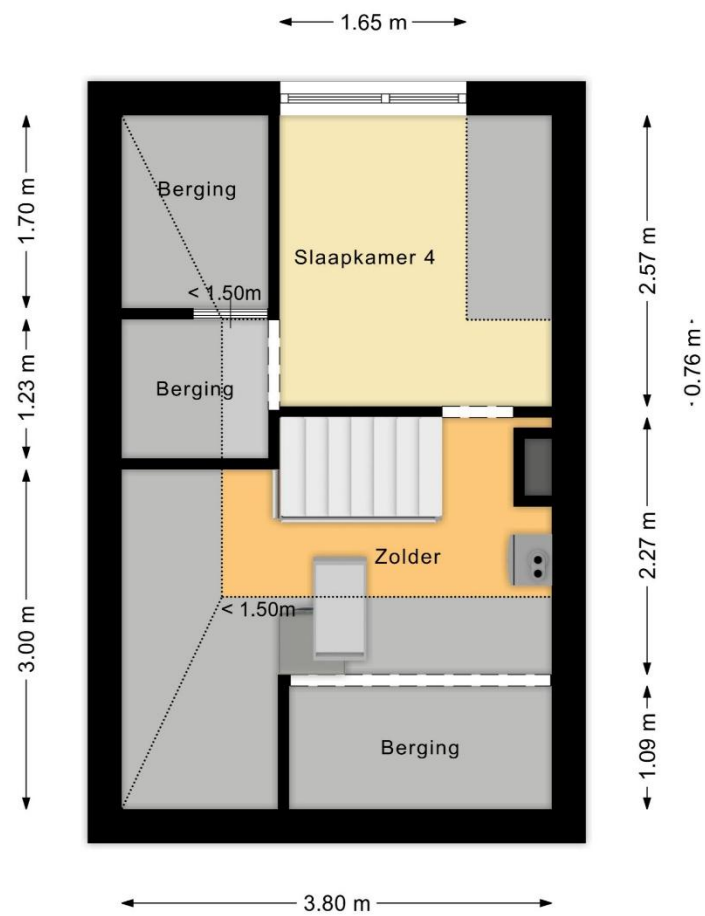 1.65 m
Berging
Slaapkamer 4
1.70 m
2.57 m
< 1.50m
0.76 m
Berging
1.23 m
Zolder
2.27 m
< 1.50m
3.00 m
Berging
1.09 m
3.80 m